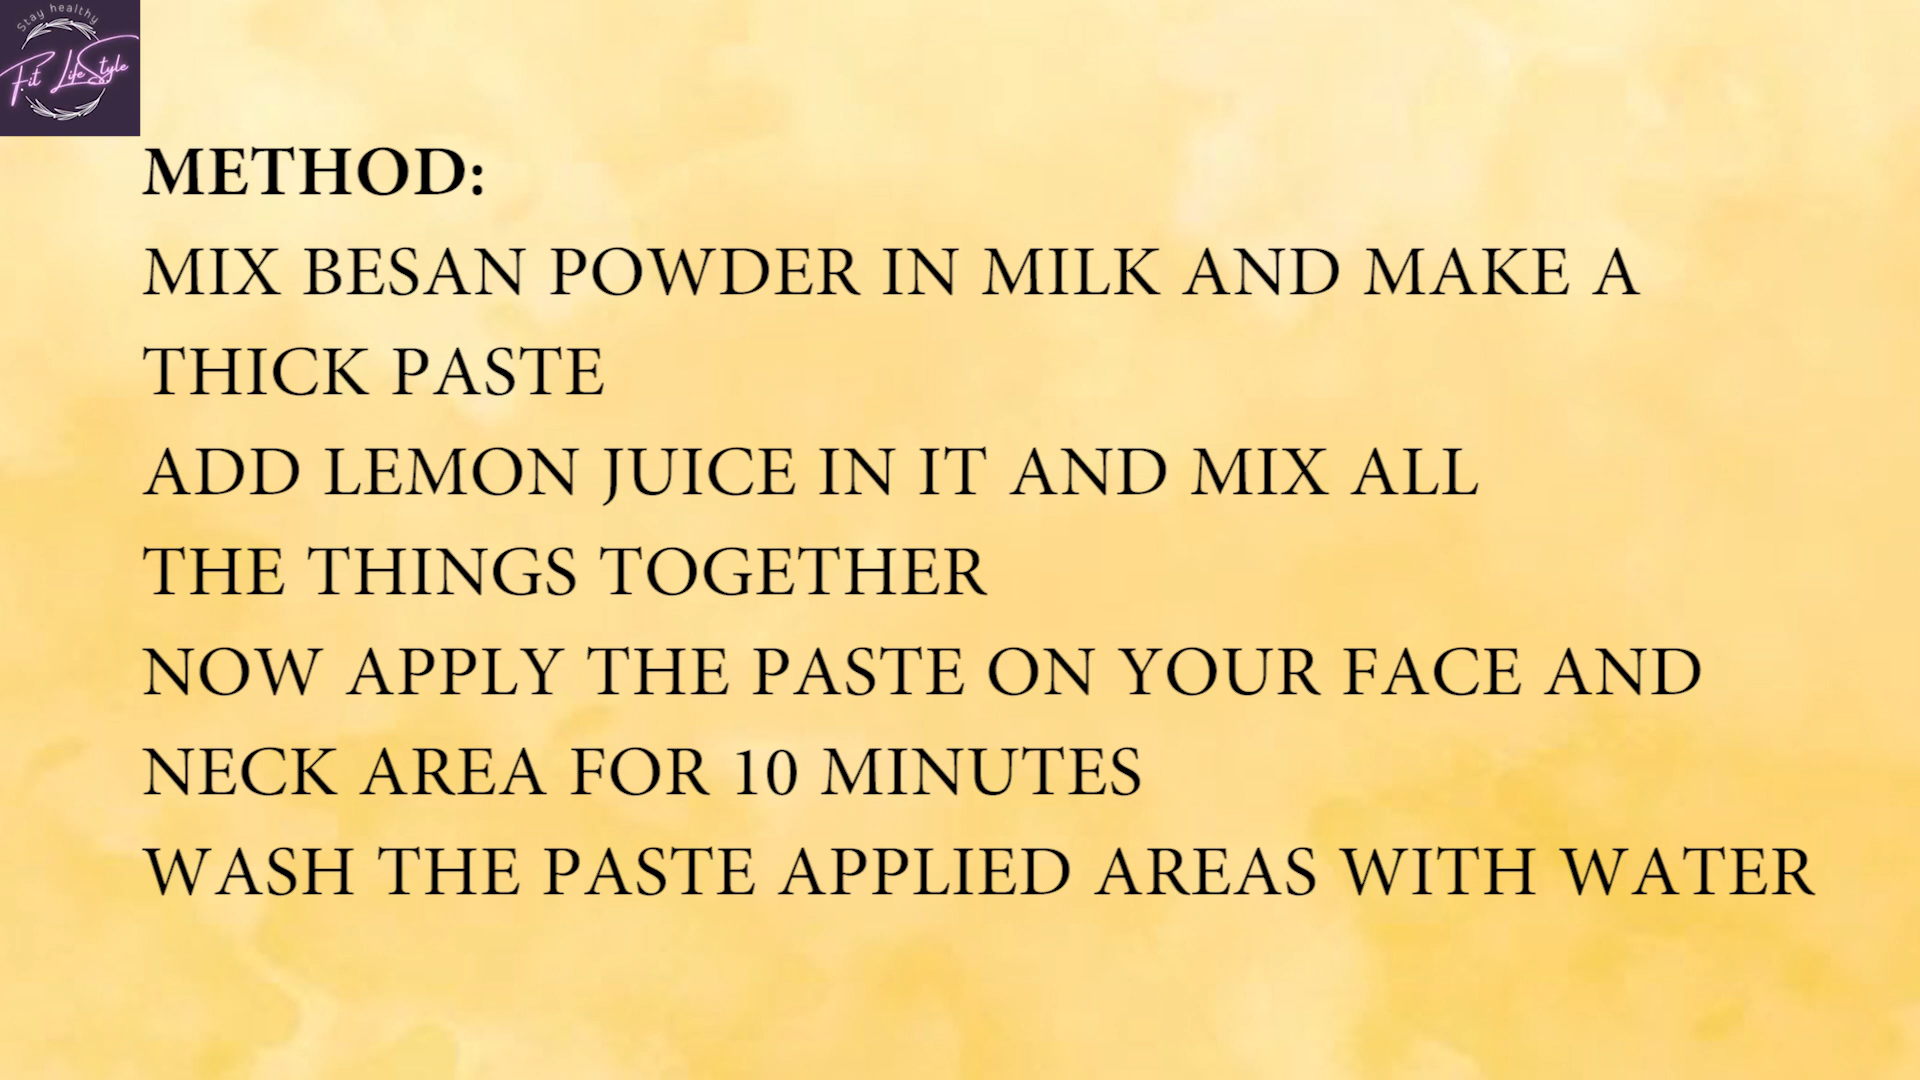 Stay healthy
Fit LifeStyle
METHOD:
MIX BESAN POWDER IN MILK AND MAKE A
THICK PASTE
ADD LEMON JUICE IN IT AND MIX ALL
THE THINGS TOGETHER
NOW APPLY THE PASTE ON YOUR FACE AND
NECK AREA FOR 10 MINUTES
WASH THE PASTE APPLIED AREAS WITH WATER